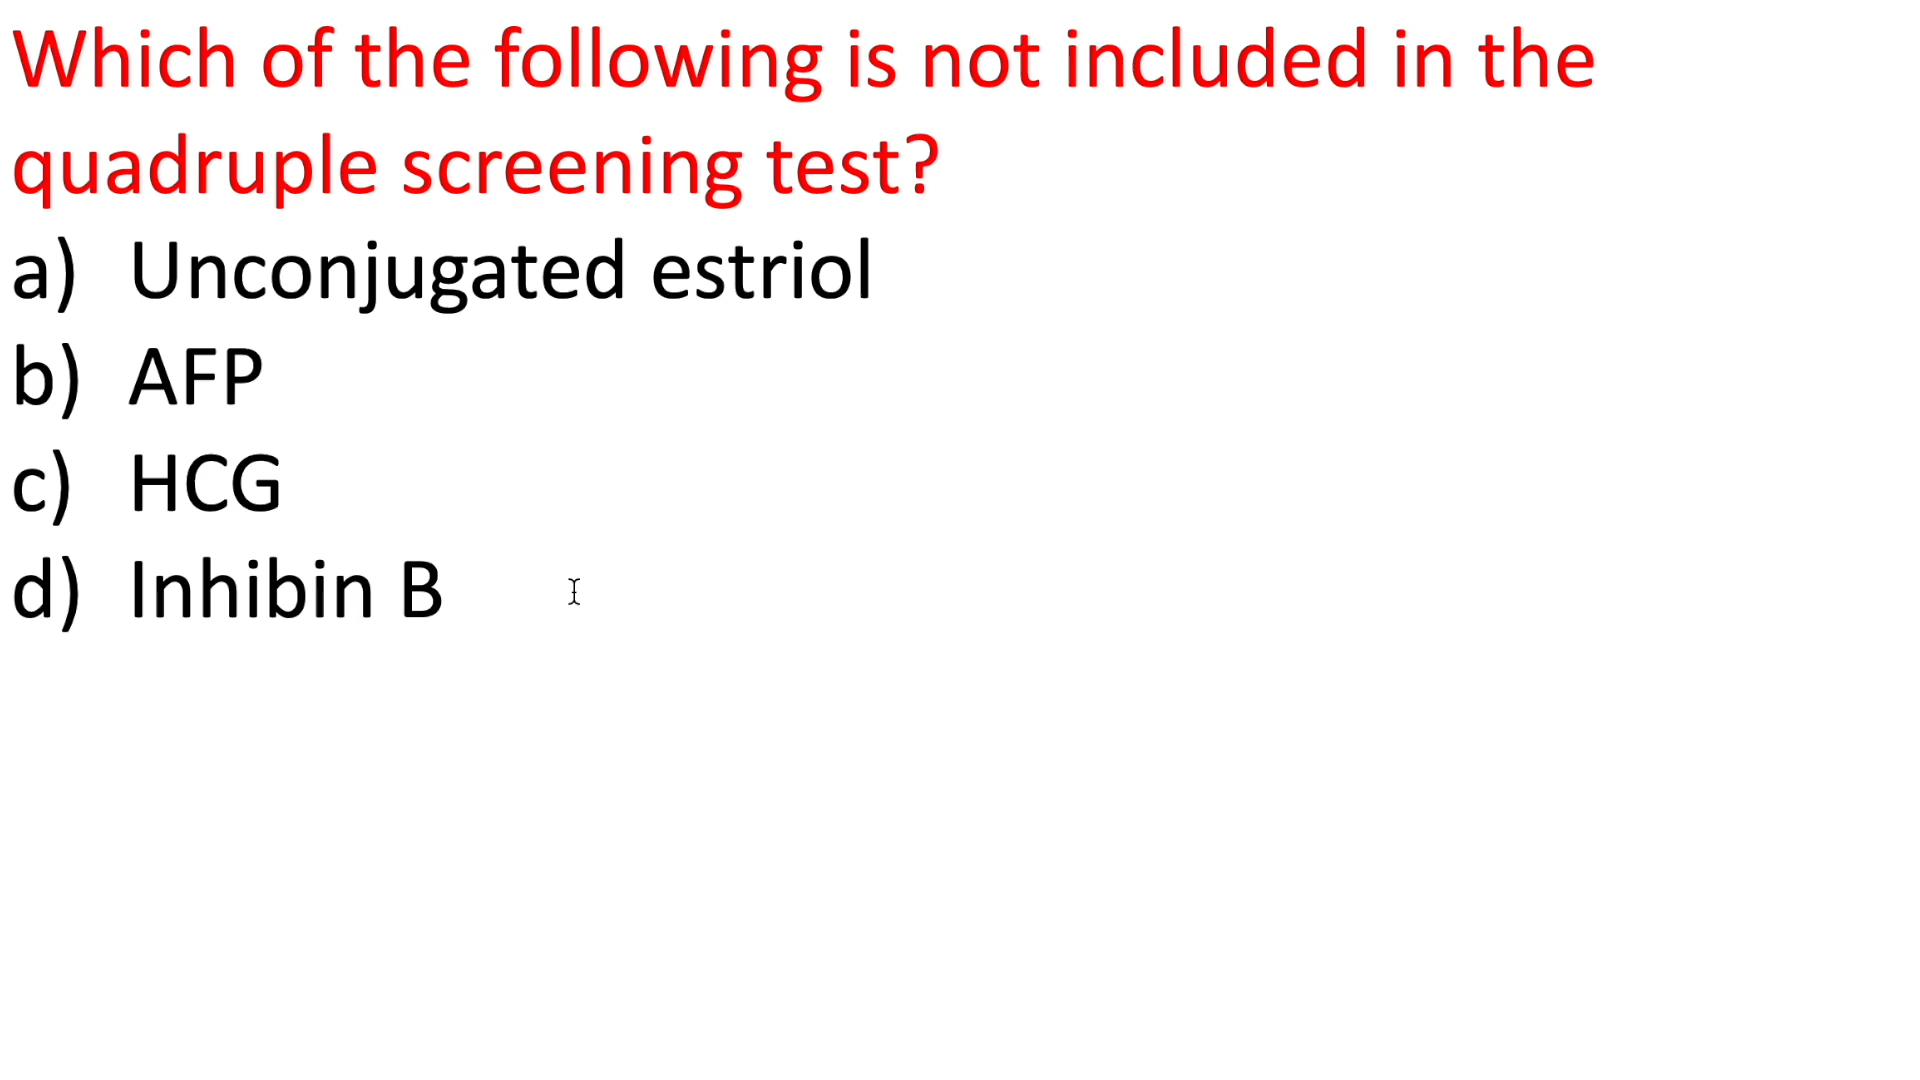 Which of the following is not included in the
quadruple screening test?
a) Unconjugated estriol
b) AFP
c) HCG
d) Inhibin B